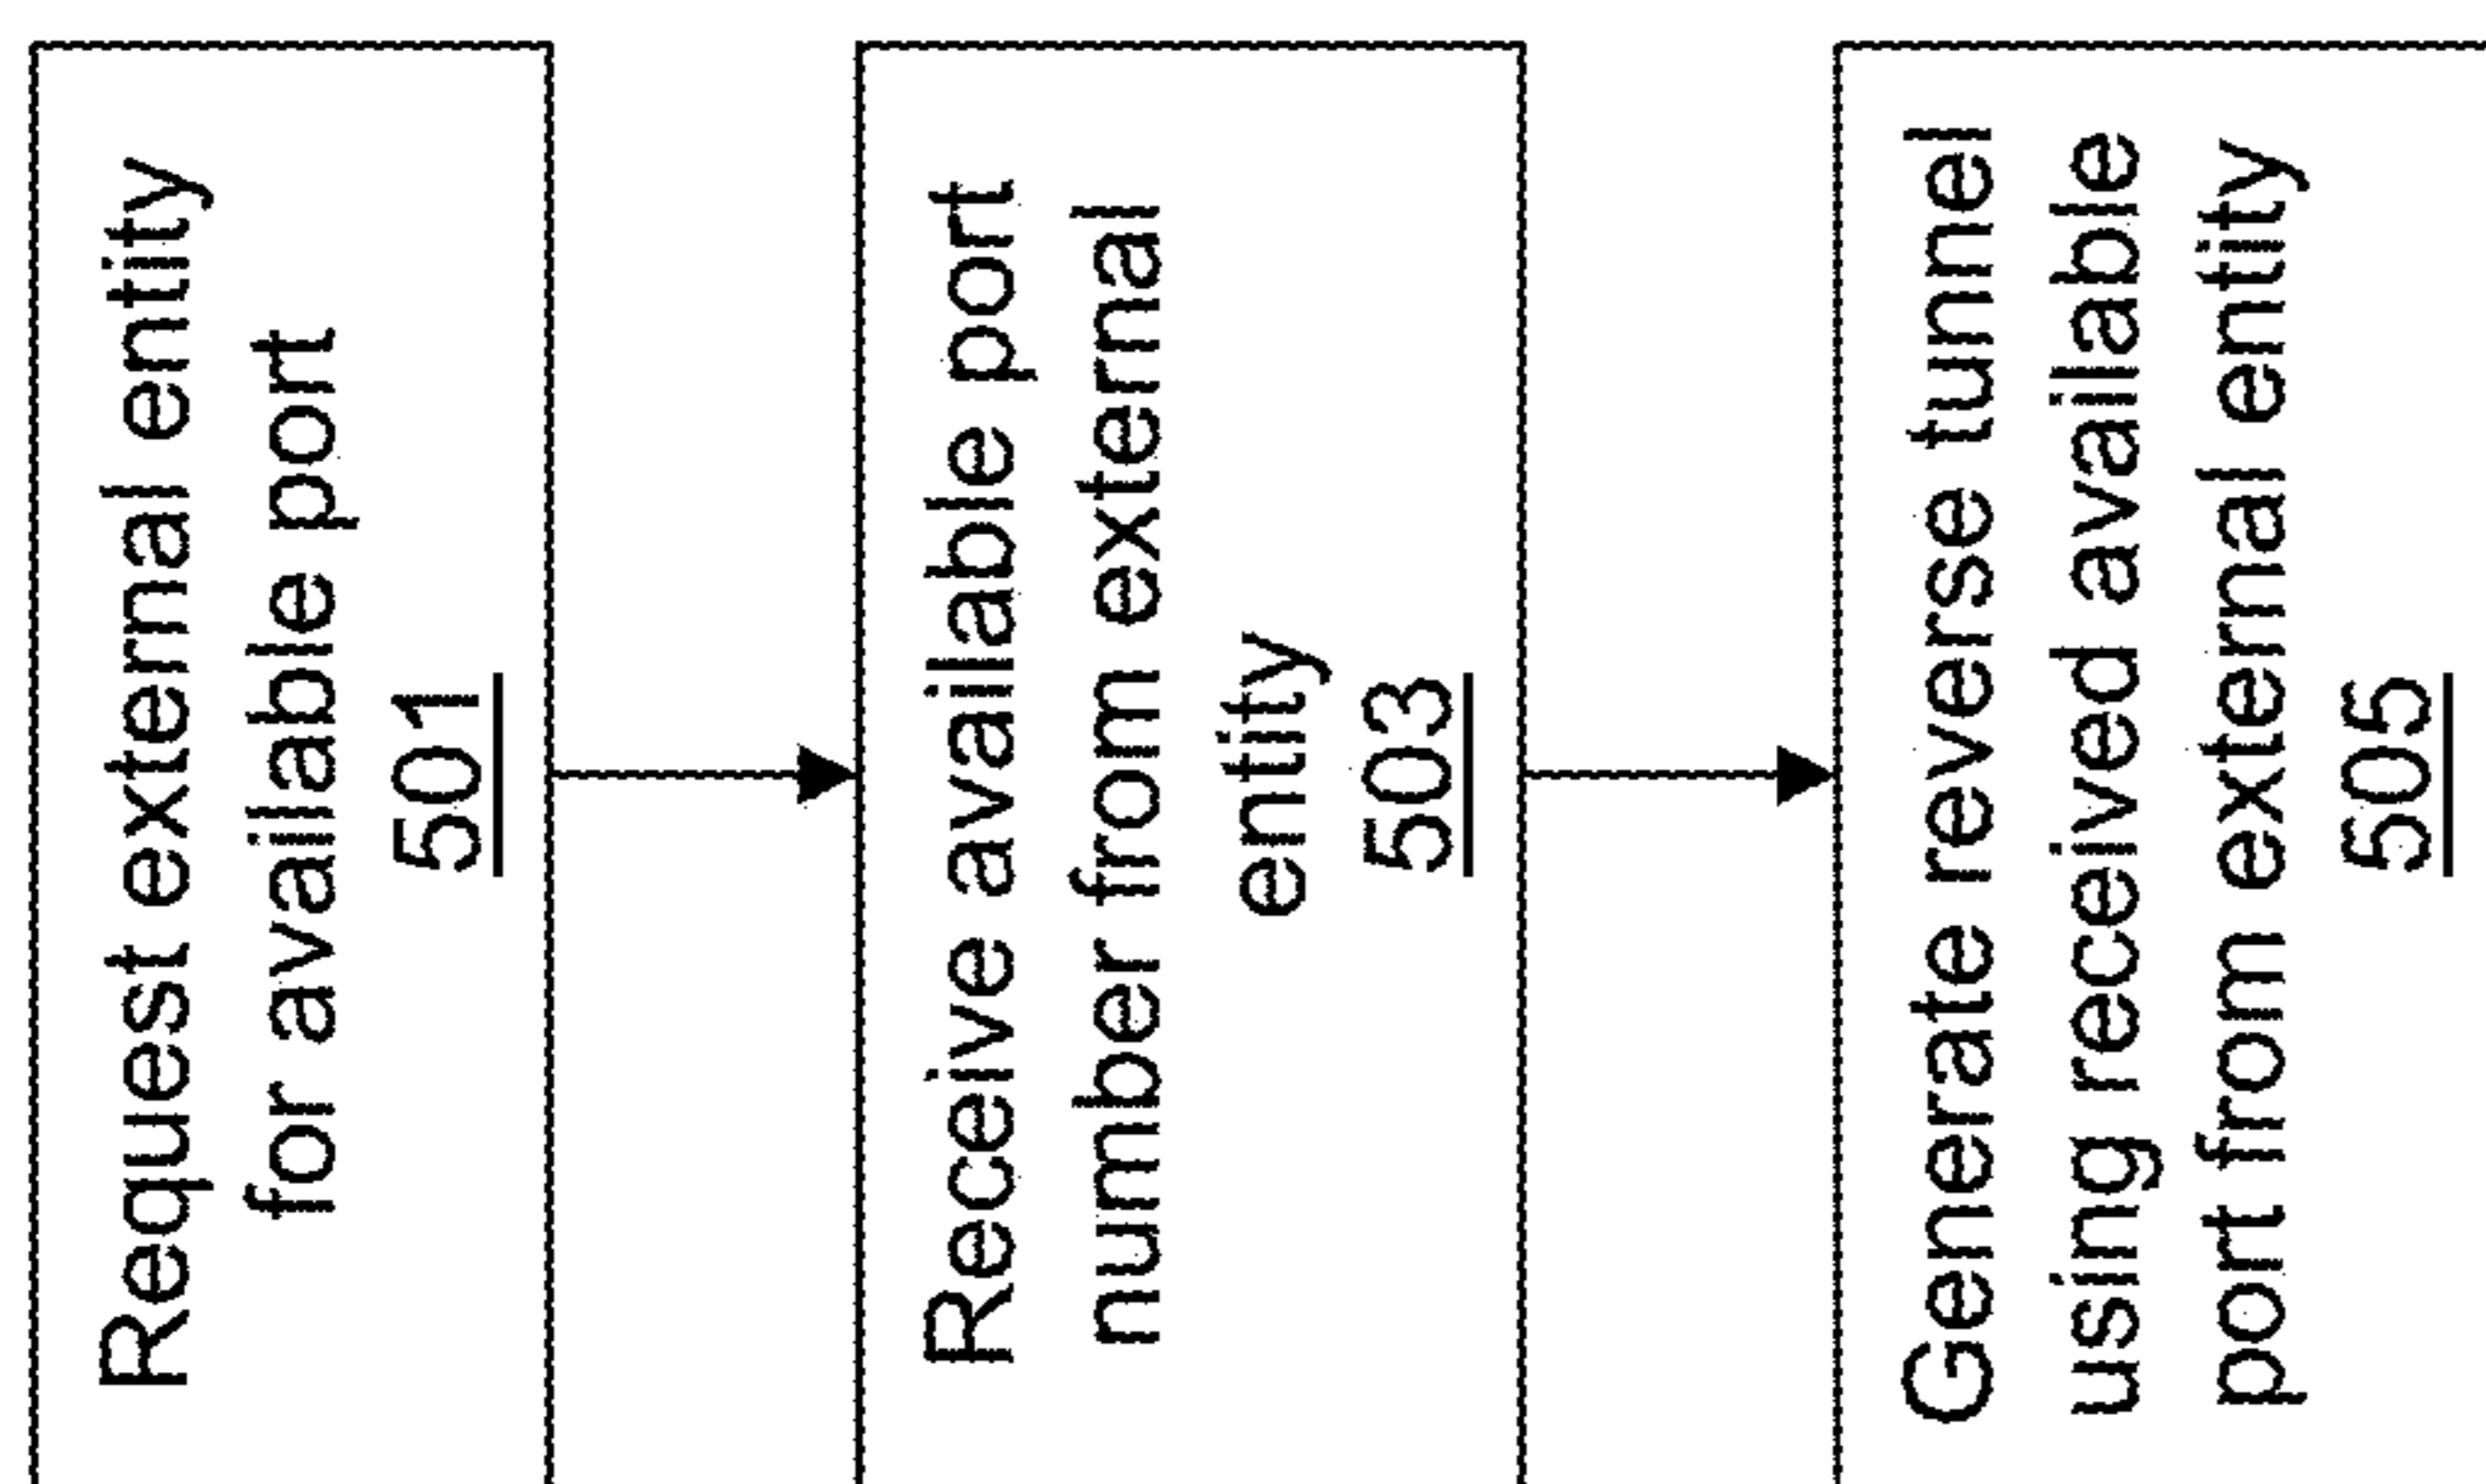 Request external entity
for available port
501
Receive available port
number from external
entity
503
Generate reverse tunnel
using received available
port from external entity
505